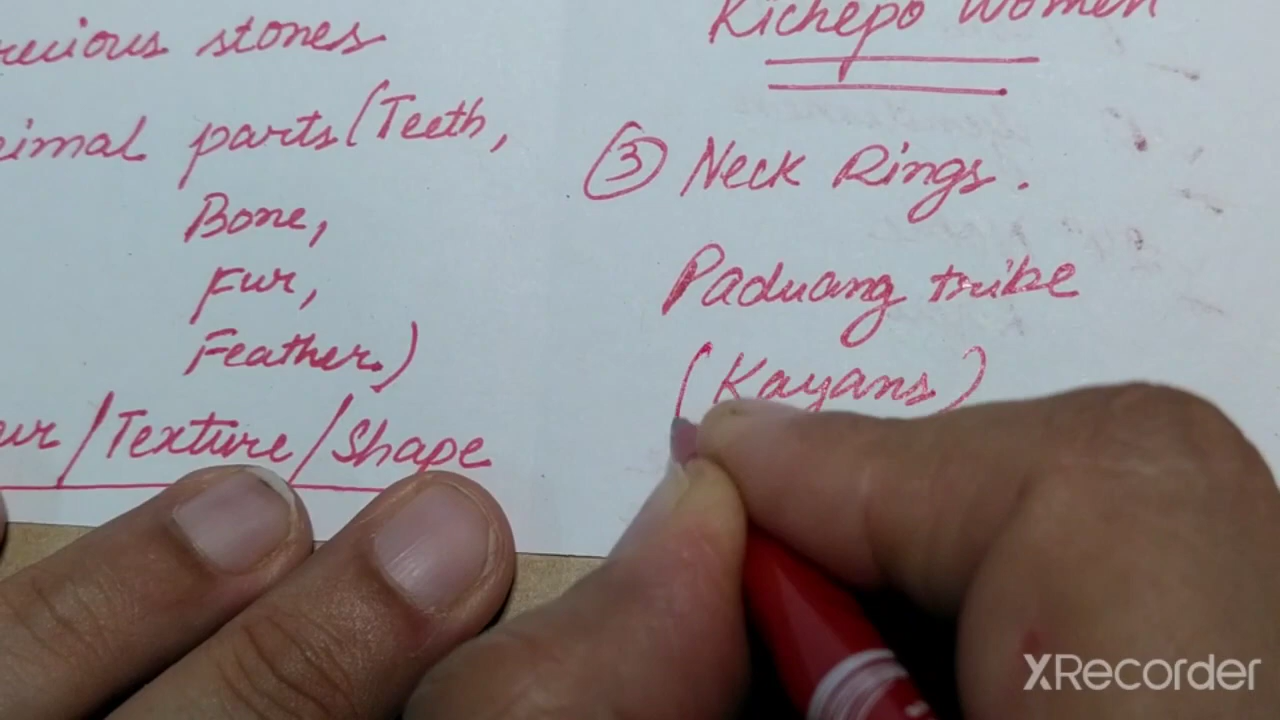 recious stones
nimal parts (Teeth,
Bone,
Fur,
Feather.)
ur / Texture / Shape
Kichepo Women
③ Neck Rings.
Paduang tribe
(Kayans)
XRecorder